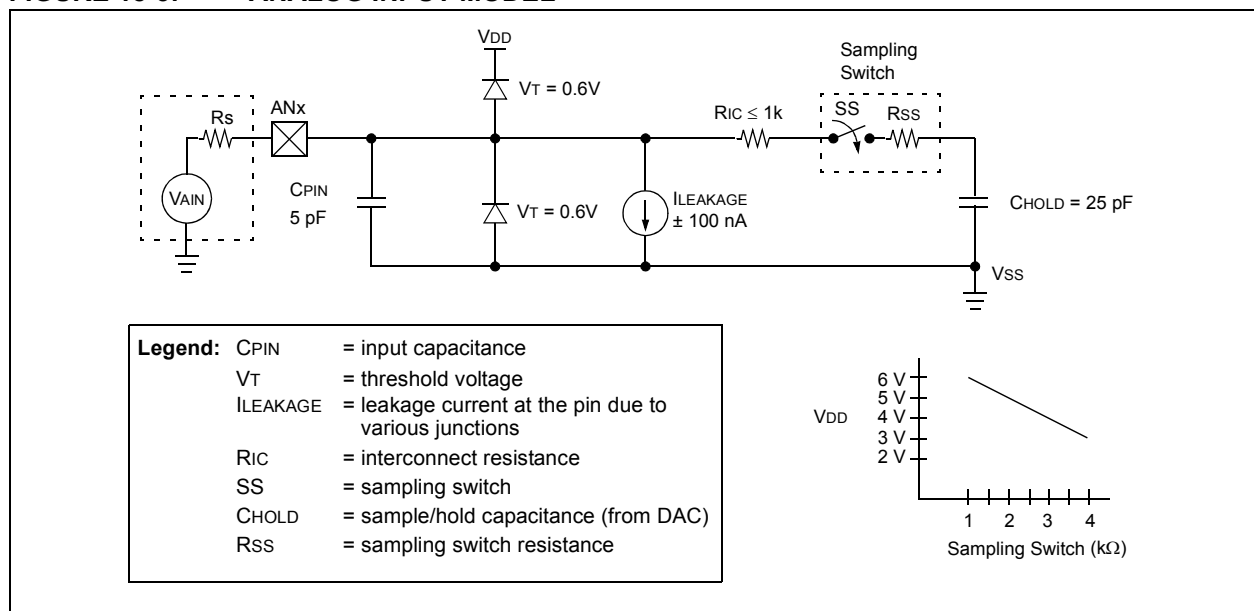 VDD
Sampling
Switch
VT = 0.6V
Rs
ANx
RIC ≤ 1k
SS
RSS
VAIN
CPIN
5 pF
VT = 0.6V
ILEAKAGE
± 100 nA
CHOLD = 25 pF
VSS
Legend: CPIN = input capacitance
VT = threshold voltage
ILEAKAGE = leakage current at the pin due to
various junctions
RIC = interconnect resistance
SS = sampling switch
CHOLD = sample/hold capacitance (from DAC)
RSS = sampling switch resistance
VDD
6 V
5 V
4 V
3 V
2 V
1 2 3 4
Sampling Switch (kΩ)